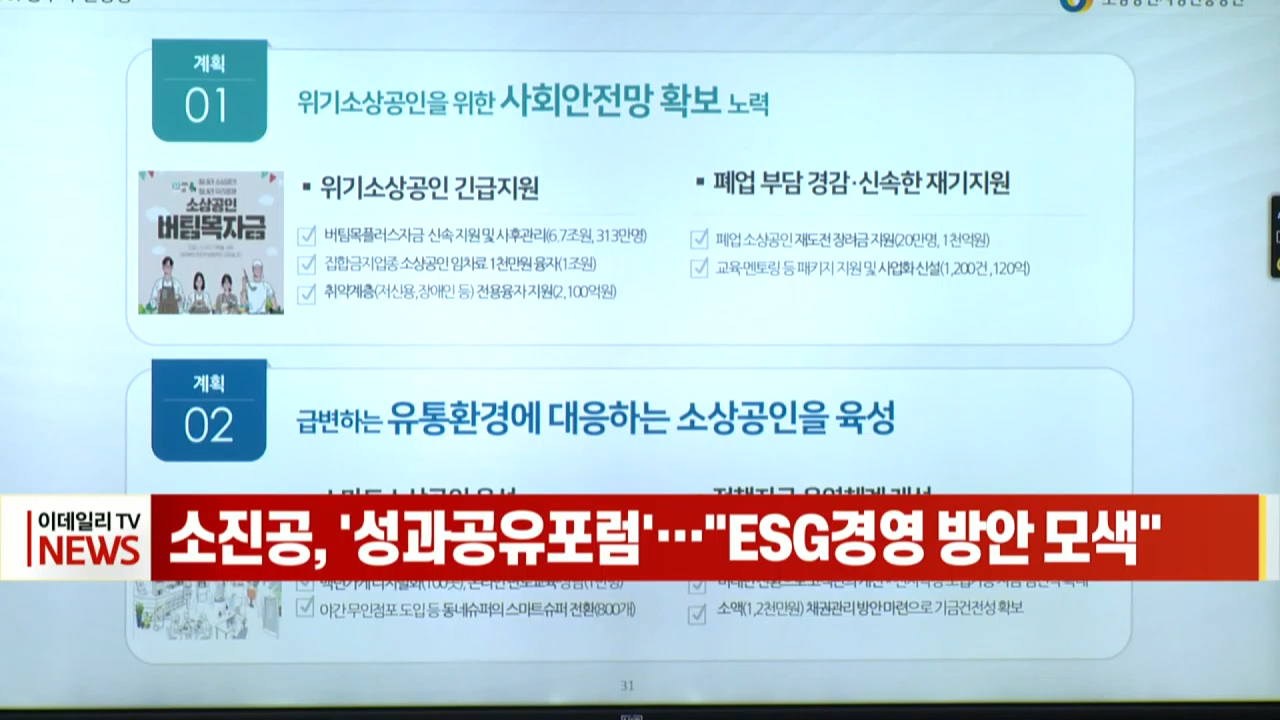 계획
01
위기소상공인을 위한 사회안전망 확보 노력
소상공인
버팀목자금
▪ 위기소상공인 긴급지원
버팀목플러스자금 신속 지원 및 사후관리(6.7조원, 313만명)
집합금지업종 소상공인 임차료 1천만원 융자(1조원)
취약계층(저신용,장애인 등) 전용융자 지원(2,100억원)
▪ 폐업 부담 경감·신속한 재기지원
폐업 소상공인 재도전 장려금 지원(20만명, 1천억원)
교육·멘토링 등 패키지 지원 및 사업화 신설(1,200건 ,120억)
계획
02
급변하는 유통환경에 대응하는 소상공인을 육성
이데일리 TV
NEWS
소진공, '성과공유포럼'…"ESG경영 방안 모색"
야간 무인점포 도입 등 동네슈퍼의 스마트슈퍼 전환(800개)
소액(1,2천만원) 채권관리 방안 마련으로 기금건전성 확보
31